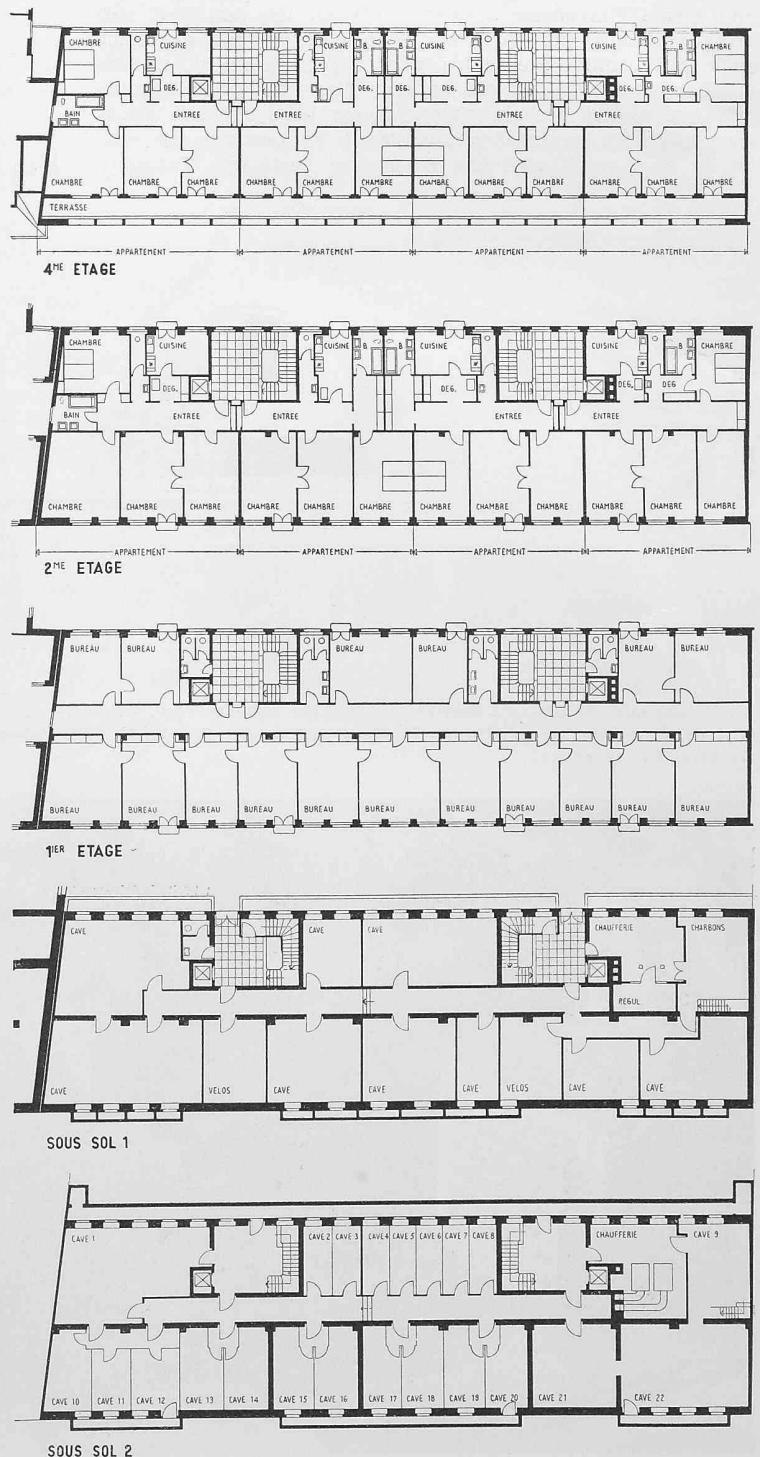 CHAMBRE CUISINE CUISINE B B CUISINE CUISINE B CHAMBRE
DEG. DEG. DEG. DEG. DEG. DEG.
BAIN ENTREE ENTREE ENTREE ENTREE
CHAMBRE CHAMBRE CHAMBRE CHAMBRE CHAMBRE CHAMBRE CHAMBRE CHAMBRE CHAMBRE CHAMBRE CHAMBRE CHAMBRE
TERRASSE
APPARTEMENT APPARTEMENT APPARTEMENT APPARTEMENT
4ME ETAGE
CHAMBRE CUISINE CUISINE B B CUISINE CUISINE B CHAMBRE
DEG. DEG. DEG. DEG
BAIN ENTREE ENTREE ENTREE ENTREE
CHAMBRE CHAMBRE CHAMBRE CHAMBRE CHAMBRE CHAMBRE CHAMBRE CHAMBRE CHAMBRE CHAMBRE CHAMBRE CHAMBRE
APPARTEMENT APPARTEMENT APPARTEMENT APPARTEMENT
2ME ETAGE
BUREAU BUREAU BUREAU BUREAU BUREAU BUREAU
BUREAU BUREAU BUREAU BUREAU BUREAU BUREAU BUREAU BUREAU BUREAU BUREAU BUREAU
1IER ETAGE
CAVE CAVE CAVE CHAUFFERIE CHARBONS
REGUL.
CAVE VELOS CAVE CAVE CAVE VELOS CAVE CAVE
SOUS SOL 1
CAVE 1 CAVE 2 CAVE 3 CAVE 4 CAVE 5 CAVE 6 CAVE 7 CAVE 8 CHAUFFERIE CAVE 9
CAVE 10 CAVE 11 CAVE 12 CAVE 13 CAVE 14 CAVE 15 CAVE 16 CAVE 17 CAVE 18 CAVE 19 CAVE 20 CAVE 21 CAVE 22
SOUS SOL 2